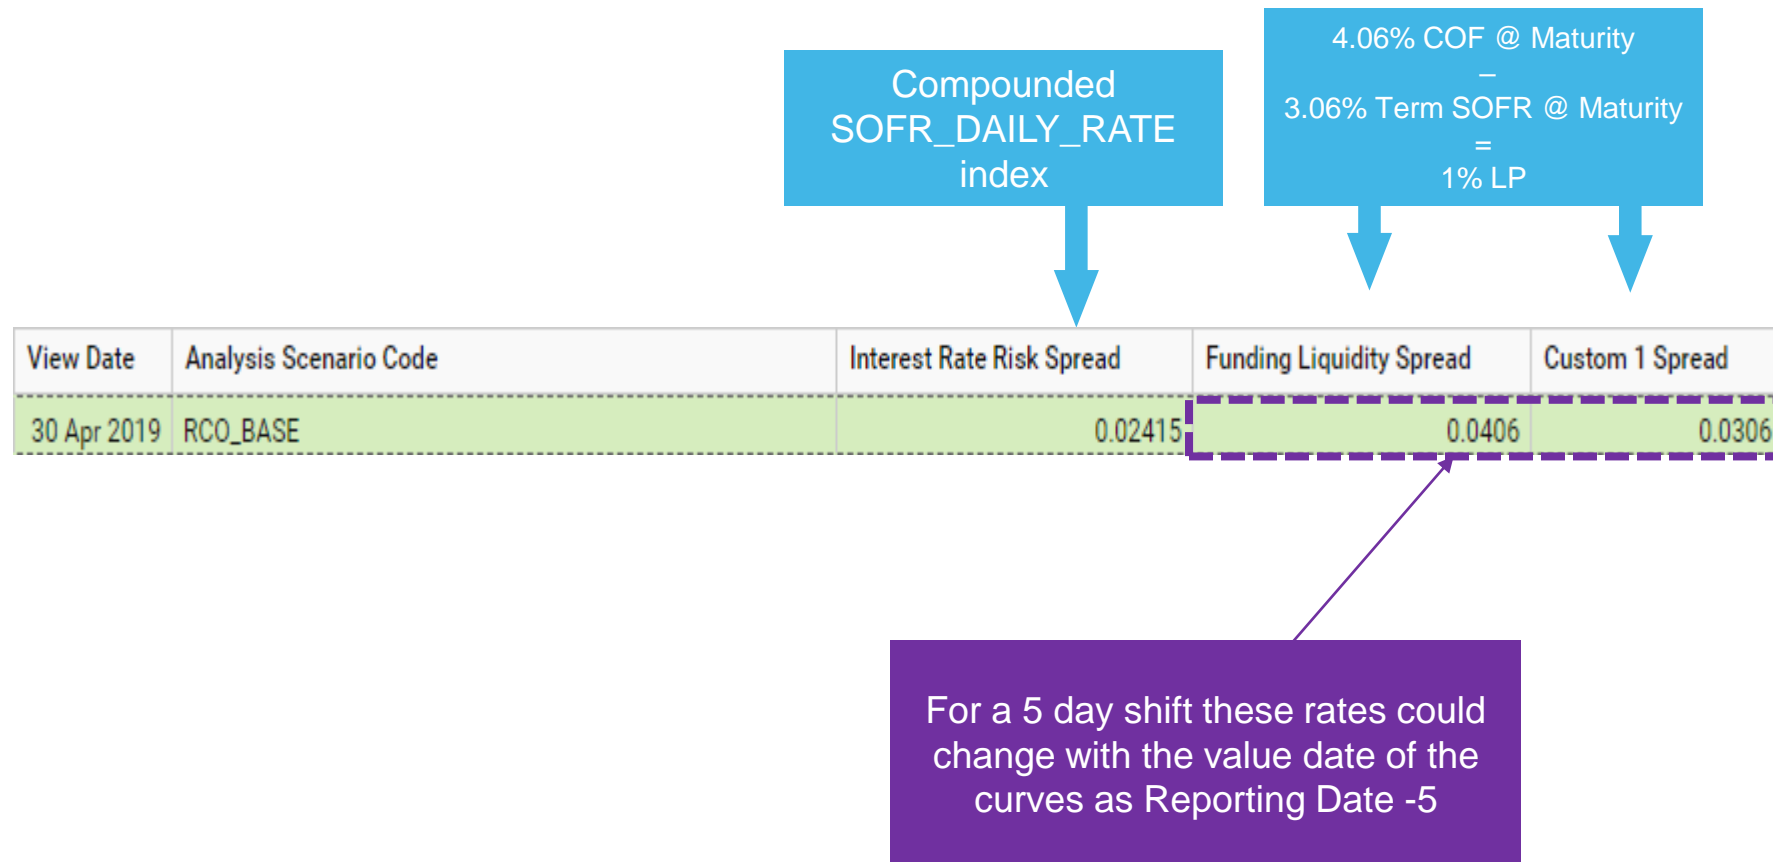 Compounded
SOFR_DAILY_RATE
index
4.06% COF @ Maturity
–
3.06% Term SOFR @ Maturity
=
1% LP
View Date Analysis Scenario Code Interest Rate Risk Spread Funding Liquidity Spread Custom 1 Spread
30 Apr 2019 RCO_BASE 0.02415 0.0406 0.0306
For a 5 day shift these rates could
change with the value date of the
curves as Reporting Date -5